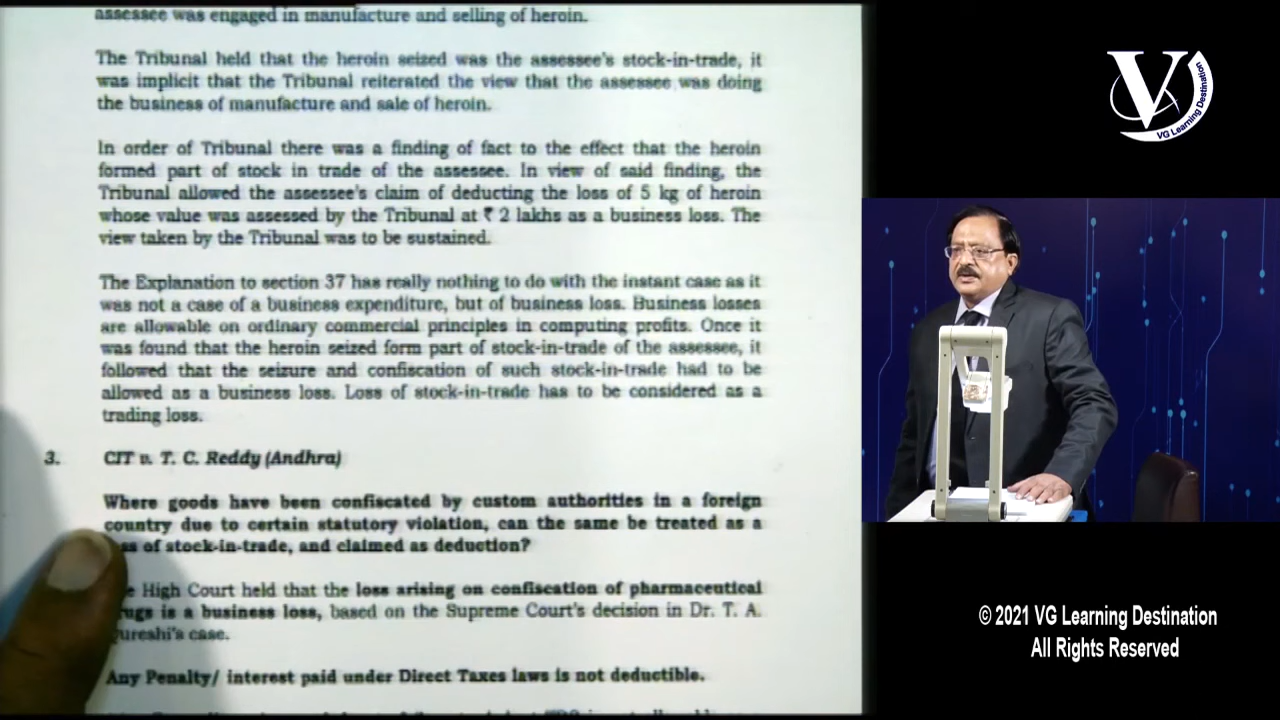 assessee was engaged in manufacture and selling of heroin.
The Tribunal held that the heroin seized was the assessee's stock-in-trade, it
was implicit that the Tribunal reiterated the view that the assessee was doing
the business of manufacture and sale of heroin.
In order of Tribunal there was a finding of fact to the effect that the heroin
formed part of stock in trade of the assessee. In view of said finding, the
Tribunal allowed the assessee's claim of deducting the loss of 5 kg of heroin
whose value was assessed by the Tribunal at ₹ 2 lakhs as a business loss. The
view taken by the Tribunal was to be sustained.
The Explanation to section 37 has really nothing to do with the instant case as it
was not a case of a business expenditure, but of business loss. Business losses
are allowable on ordinary commercial principles in computing profits. Once it
was found that the heroin seized form part of stock-in-trade of the assessee, it
followed that the seizure and confiscation of such stock-in-trade had to be
allowed as a business loss. Loss of stock-in-trade has to be considered as a
trading loss.
3. CIT v. T. C. Reddy (Andhra)
Where goods have been confiscated by custom authorities in a foreign
country due to certain statutory violation, can the same be treated as a
of stock-in-trade, and claimed as deduction?
High Court held that the loss arising on confiscation of pharmaceutical
rugs is a business loss, based on the Supreme Court's decision in Dr. T. A.
ureshi's case.
Any Penalty/ interest paid under Direct Taxes laws is not deductible.
V
VG Learning Destination
© 2021 VG Learning Destination
All Rights Reserved